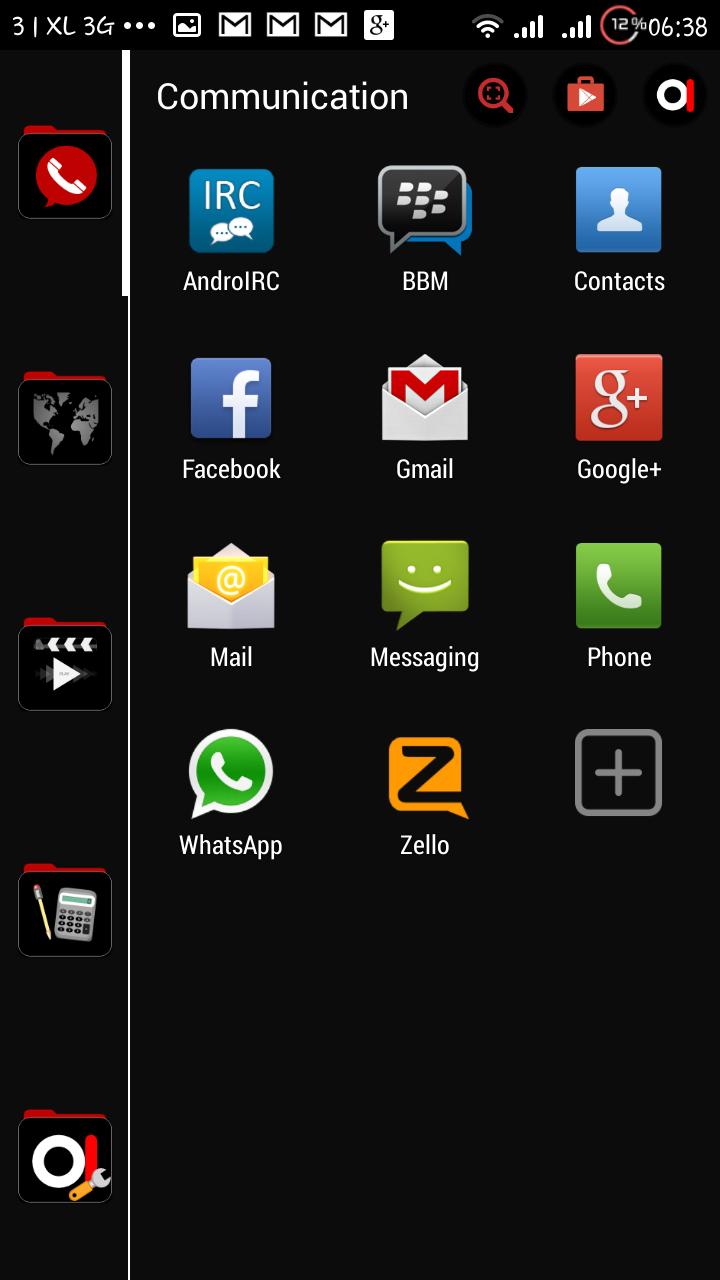 3 | XL 3G ••• g+ 12% 06:38
Communication
IRC
AndroIRC BBM Contacts
f g+
Facebook Gmail Google+
@
Mail Messaging Phone
WhatsApp Zello